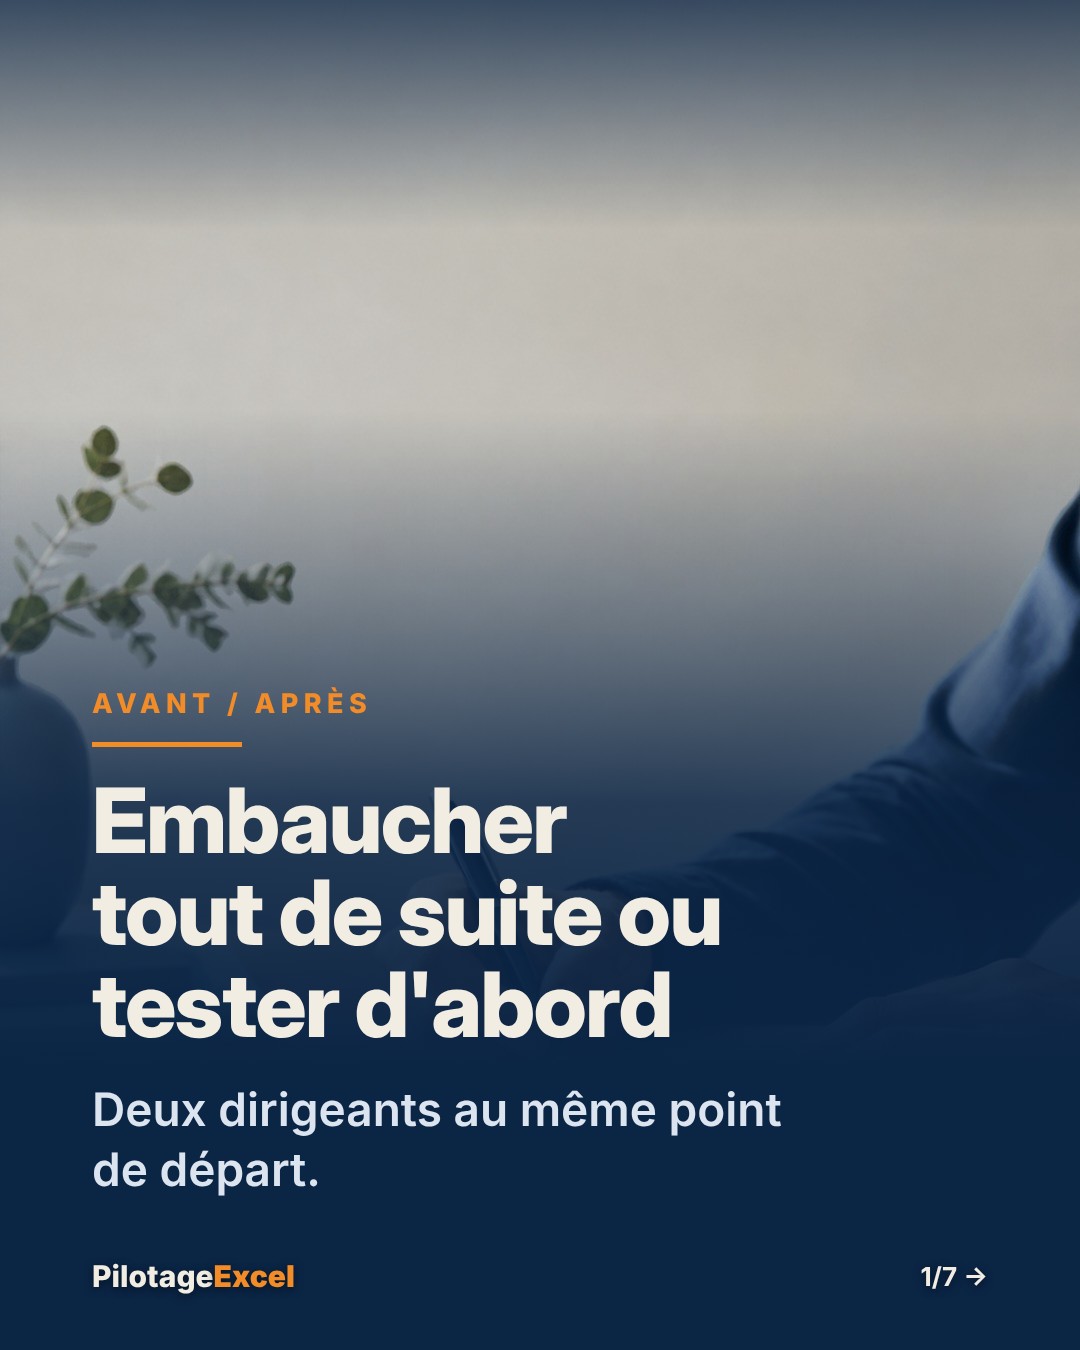 AVANT / APRÈS
Embaucher
tout de suite ou
tester d'abord
Deux dirigeants au même point
de départ.
PilotageExcel
1/7 →